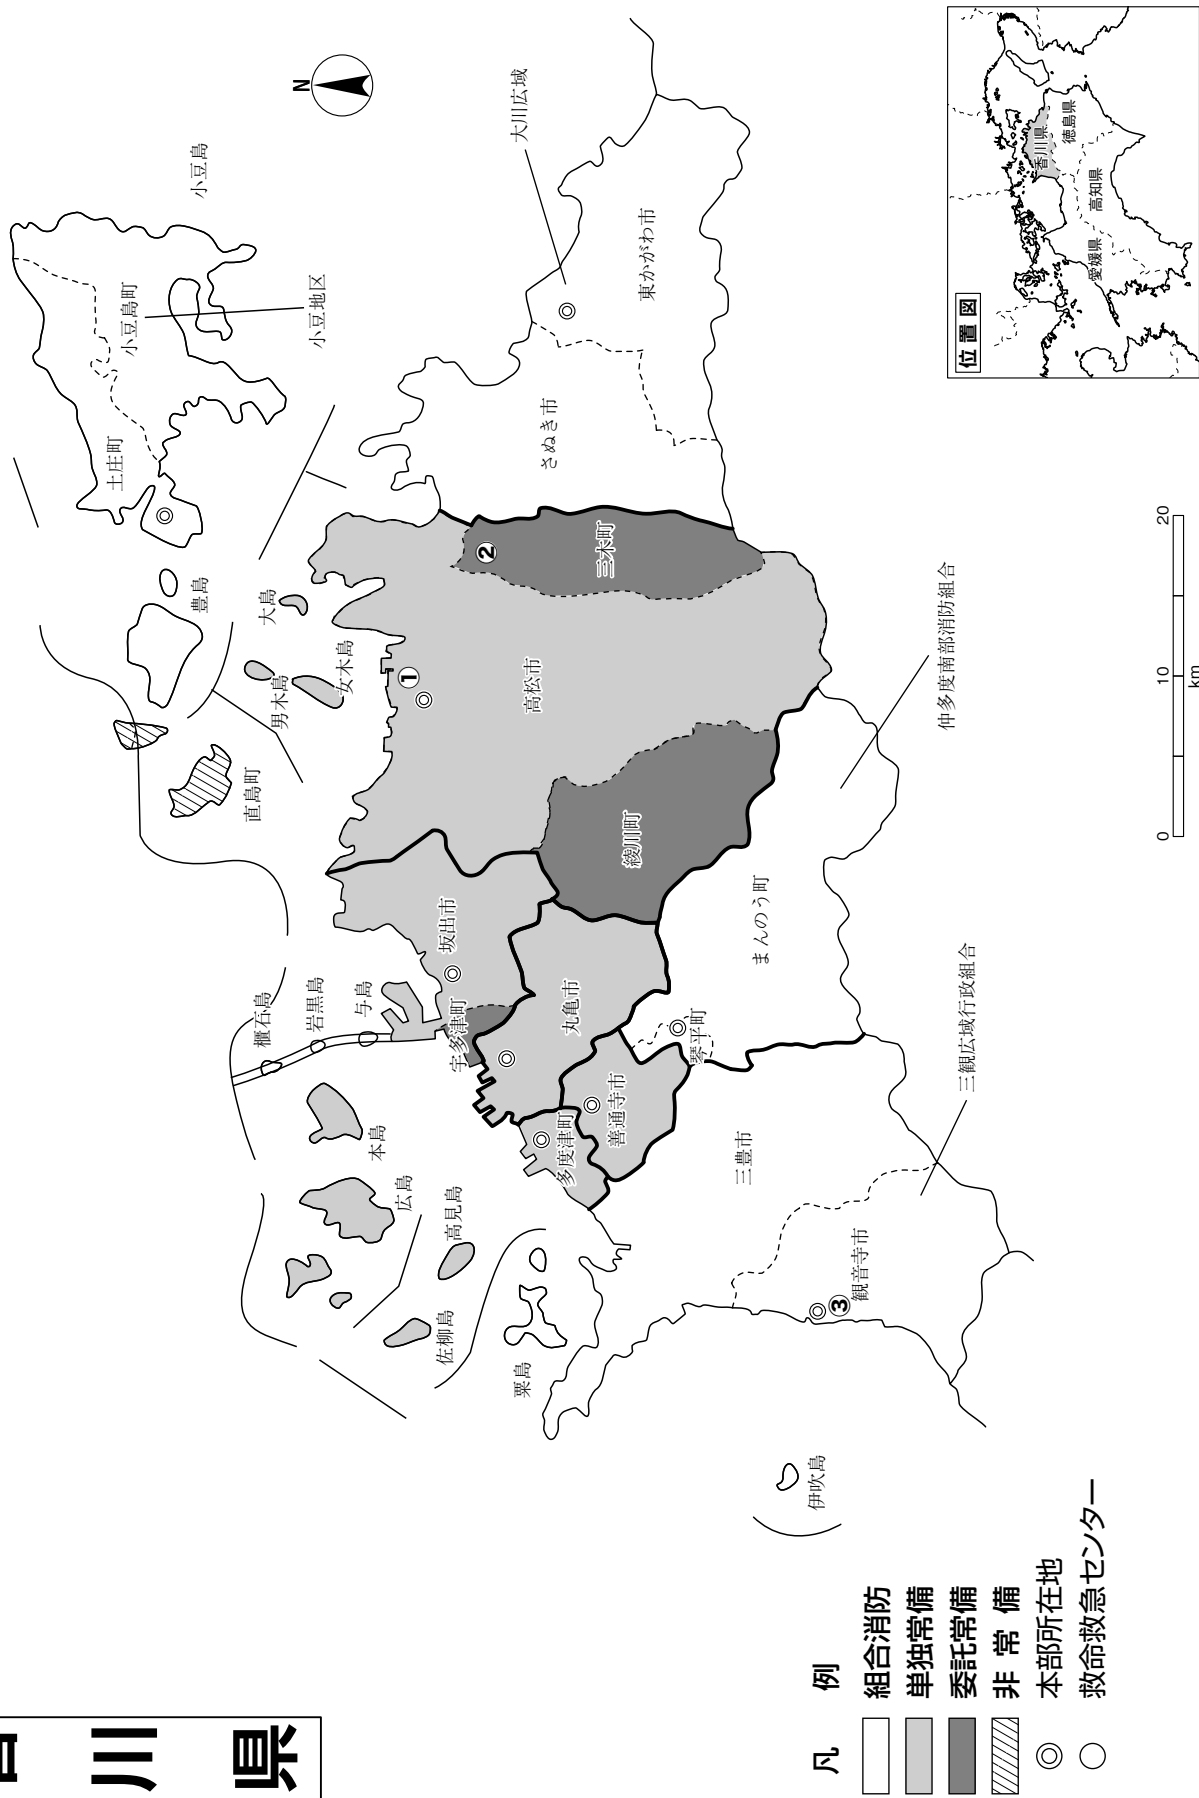 川
県
N
小豆島
小豆島町
小豆地区
土庄町
豊島
大島
男木島
女木島
直島町
大川広域
東かがわ市
さぬき市
三木町
②
①
高松市
綾川町
仲多度南部消防組合
まんのう町
坂出市
宇多津町
丸亀市
琴平町
善通寺市
多度津町
櫃石島
岩黒島
与島
本島
広島
高見島
佐柳島
粟島
三豊市
三観広域行政組合
観音寺市
③
伊吹島
凡例
組合消防
単独常備
委託常備
非常備
本部所在地
救命救急センター
0 10 20
km
位置図
香川県
徳島県
高知県
愛媛県